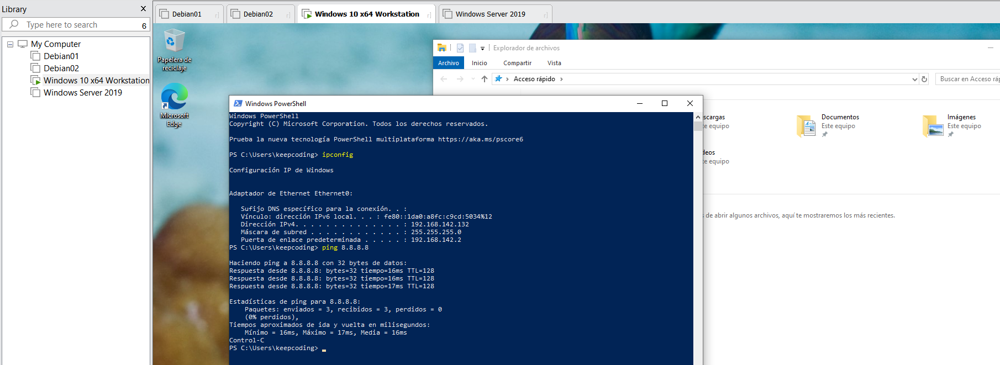 Library
Type here to search
6
My Computer
Debian01
Debian02
Windows 10 x64 Workstation
Windows Server 2019
Debian01
Debian02
Windows 10 x64 Workstation
Windows Server 2019
Papelera de
reciclaje
Microsoft
Edge
Explorador de archivos
Archivo Inicio Compartir Vista
Acceso rápido
Buscar en Acceso ráp
scargas
te equipo
Documentos
Este equipo
Imágenes
Este equipo
deos
te equipo
s de abrir algunos archivos, aquí te mostraremos los más recientes.
Windows PowerShell
Windows PowerShell
Copyright (C) Microsoft Corporation. Todos los derechos reservados.
Prueba la nueva tecnología PowerShell multiplataforma https://aka.ms/pscore6
PS C:\Users\keepcoding> ipconfig
Configuración IP de Windows
Adaptador de Ethernet Ethernet0:
Sufijo DNS específico para la conexión. . :
Vínculo: dirección IPv6 local. . . : fe80::1da0:a8fc:c9cd:5034%12
Dirección IPv4. . . . . . . . . . . . . . : 192.168.142.132
Máscara de subred . . . . . . . . . . . . : 255.255.255.0
Puerta de enlace predeterminada . . . . . : 192.168.142.2
PS C:\Users\keepcoding> ping 8.8.8.8
Haciendo ping a 8.8.8.8 con 32 bytes de datos:
Respuesta desde 8.8.8.8: bytes=32 tiempo=16ms TTL=128
Respuesta desde 8.8.8.8: bytes=32 tiempo=16ms TTL=128
Respuesta desde 8.8.8.8: bytes=32 tiempo=17ms TTL=128
Estadísticas de ping para 8.8.8.8:
Paquetes: enviados = 3, recibidos = 3, perdidos = 0
(0% perdidos),
Tiempos aproximados de ida y vuelta en milisegundos:
Mínimo = 16ms, Máximo = 17ms, Media = 16ms
Control-C
PS C:\Users\keepcoding>